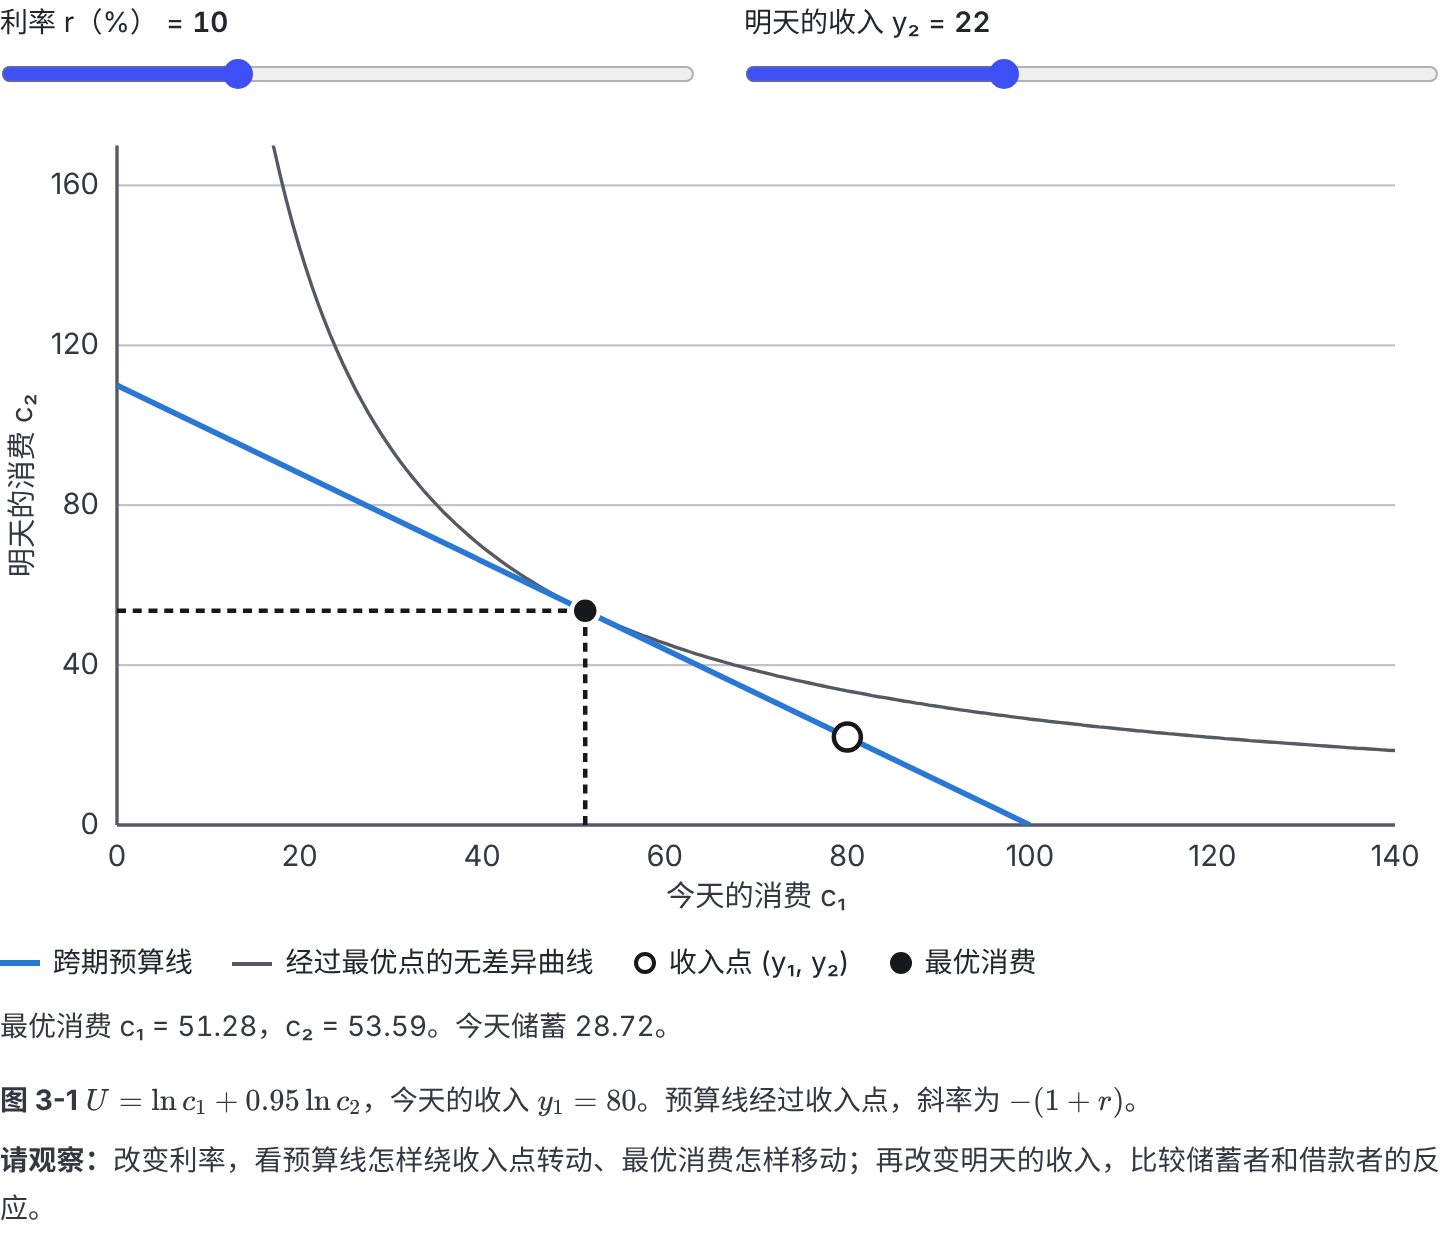 利率 r（%） = 10
明天的收入 y₂ = 22
160
120
80
40
0
明天的消费 c₂
0 20 40 60 80 100 120 140
今天的消费 c₁
跨期预算线 经过最优点的无差异曲线 收入点 (y₁, y₂) 最优消费
最优消费 c₁ = 51.28，c₂ = 53.59。今天储蓄 28.72。
图 3-1 U = ln c₁ + 0.95 ln c₂，今天的收入 y₁ = 80。预算线经过收入点，斜率为 −(1 + r)。
请观察：改变利率，看预算线怎样绕收入点转动、最优消费怎样移动；再改变明天的收入，比较储蓄者和借款者的反
应。